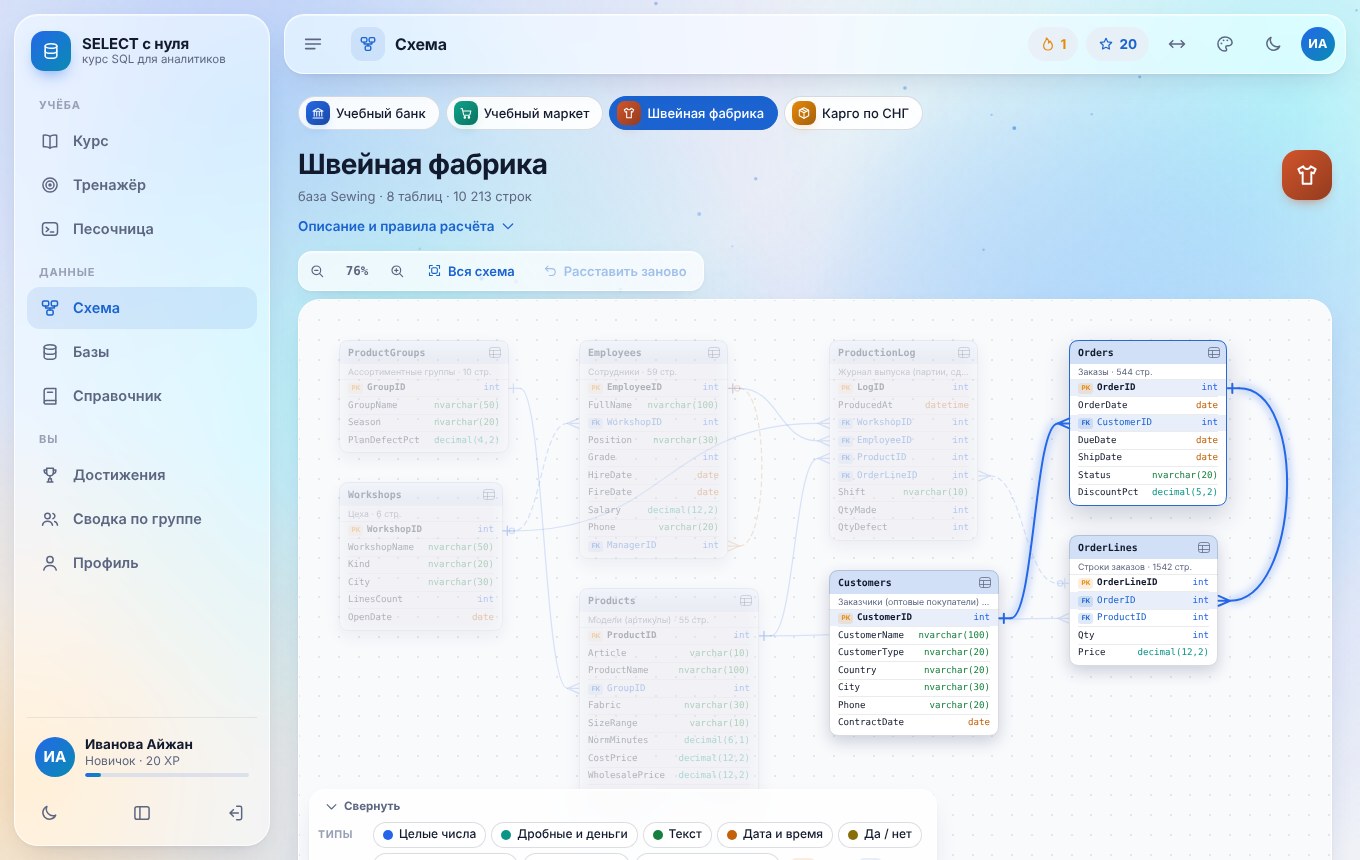 SELECT с нуля
курс SQL для аналитиков
УЧЁБА
Курс
Тренажёр
Песочница
ДАННЫЕ
Схема
Базы
Справочник
ВЫ
Достижения
Сводка по группе
Профиль
ИА
Иванова Айжан
Новичок · 20 XP
Схема
1
20
ИА
Учебный банк
Учебный маркет
Швейная фабрика
Карго по СНГ
Швейная фабрика
база Sewing · 8 таблиц · 10 213 строк
Описание и правила расчёта
76%
Вся схема
Расставить заново
ProductGroups
Ассортиментные группы · 10 стр.
PK GroupID int
GroupName nvarchar(50)
Season nvarchar(20)
PlanDefectPct decimal(4,2)
Workshops
Цеха · 6 стр.
PK WorkshopID int
WorkshopName nvarchar(50)
Kind nvarchar(20)
City nvarchar(30)
LinesCount int
OpenDate date
Employees
Сотрудники · 59 стр.
PK EmployeeID int
FullName nvarchar(100)
FK WorkshopID int
Position nvarchar(30)
Grade int
HireDate date
FireDate date
Salary decimal(12,2)
Phone varchar(20)
FK ManagerID int
Products
Модели (артикулы) · 55 стр.
PK ProductID int
Article varchar(10)
ProductName nvarchar(100)
FK GroupID int
Fabric nvarchar(30)
SizeRange varchar(10)
NormMinutes decimal(6,1)
CostPrice decimal(12,2)
WholesalePrice decimal(12,2)
ProductionLog
Журнал выпуска (партии, сд...
PK LogID int
ProducedAt datetime
FK WorkshopID int
FK EmployeeID int
FK ProductID int
FK OrderLineID int
Shift nvarchar(10)
QtyMade int
QtyDefect int
Customers
Заказчики (оптовые покупатели) ...
PK CustomerID int
CustomerName nvarchar(100)
CustomerType nvarchar(20)
Country nvarchar(20)
City nvarchar(30)
Phone varchar(20)
ContractDate date
Orders
Заказы · 544 стр.
PK OrderID int
OrderDate date
FK CustomerID int
DueDate date
ShipDate date
Status nvarchar(20)
DiscountPct decimal(5,2)
OrderLines
Строки заказов · 1542 стр.
PK OrderLineID int
FK OrderID int
FK ProductID int
Qty int
Price decimal(12,2)
Свернуть
ТИПЫ
Целые числа
Дробные и деньги
Текст
Дата и время
Да / нет